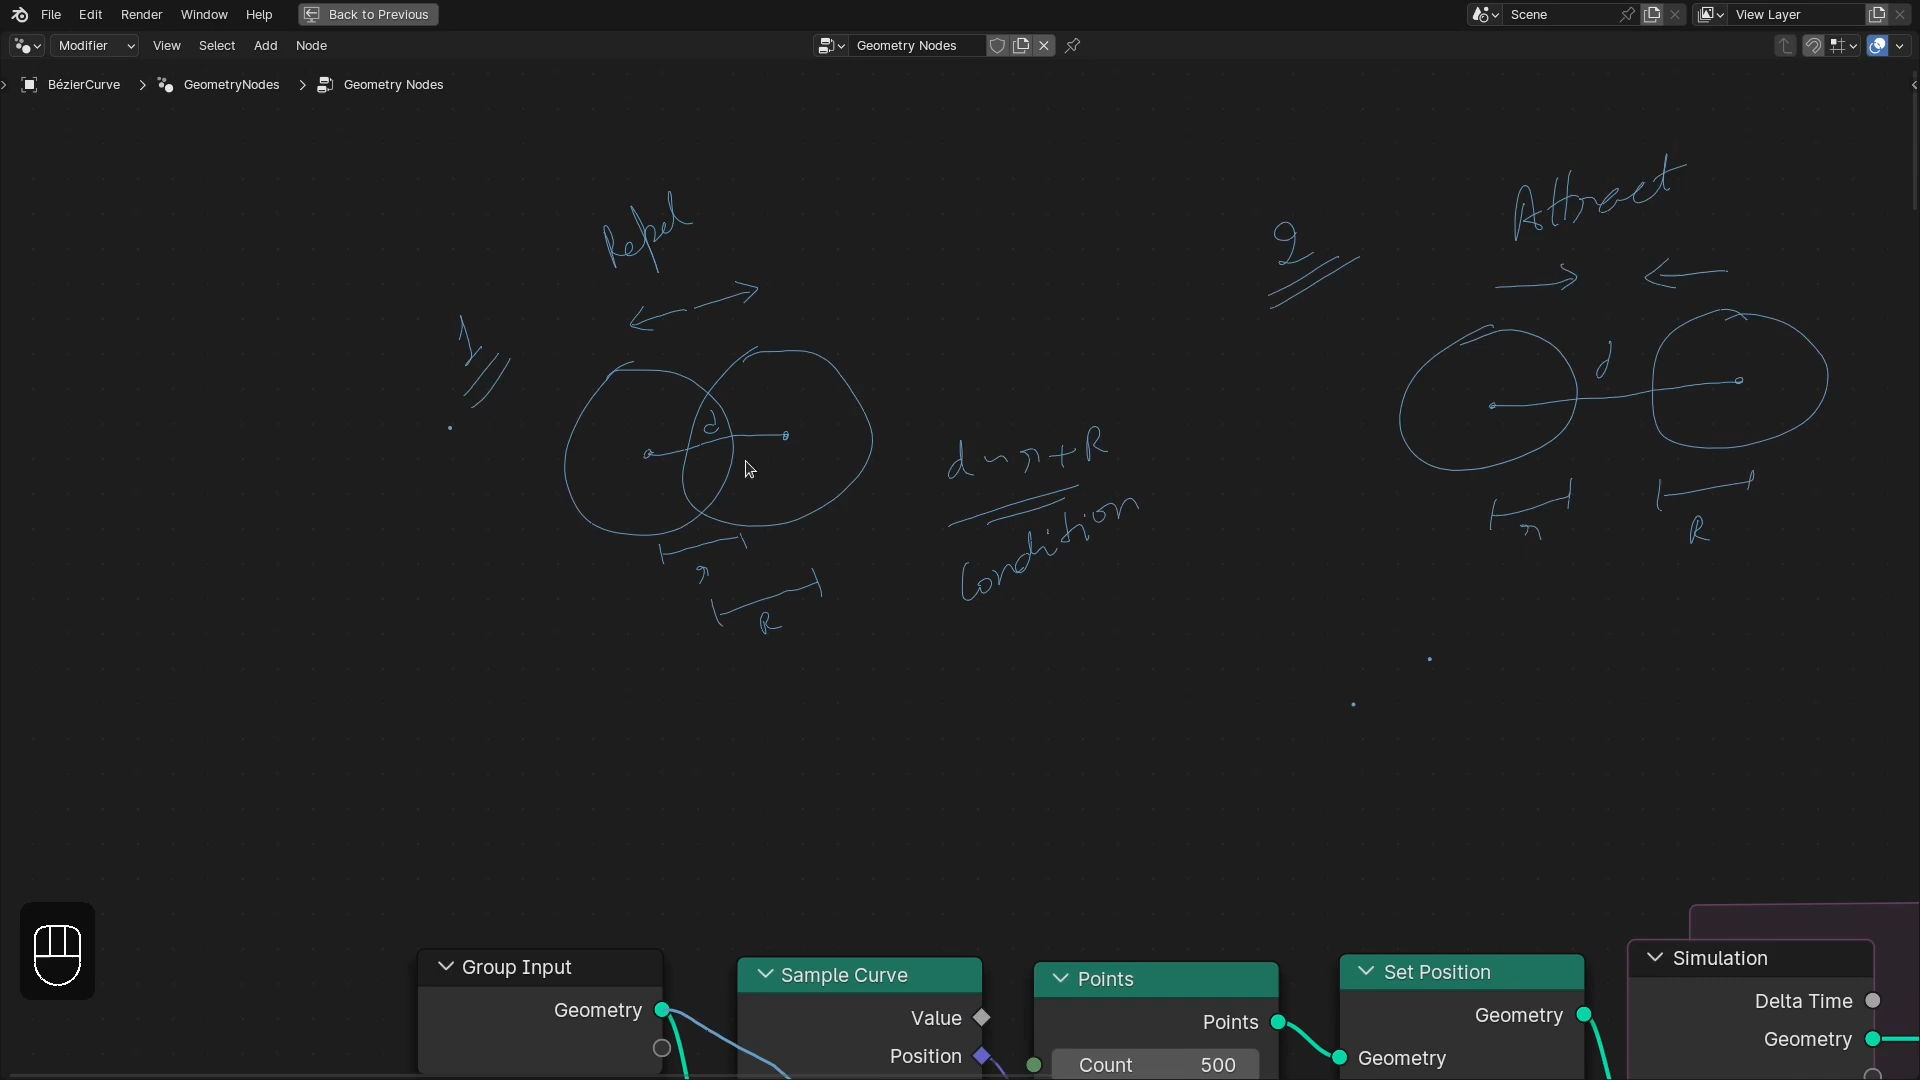 File Edit Render Window Help Back to Previous Scene View Layer
Modifier View Select Add Node Geometry Nodes
BézierCurve GeometryNodes Geometry Nodes
Repel
Attract
1
2
d
d
d ~ r + R
Condition
r
R
r
R
Group Input
Geometry
Sample Curve
Value
Position
Points
Points
Count 500
Set Position
Geometry
Geometry
Simulation
Delta Time
Geometry